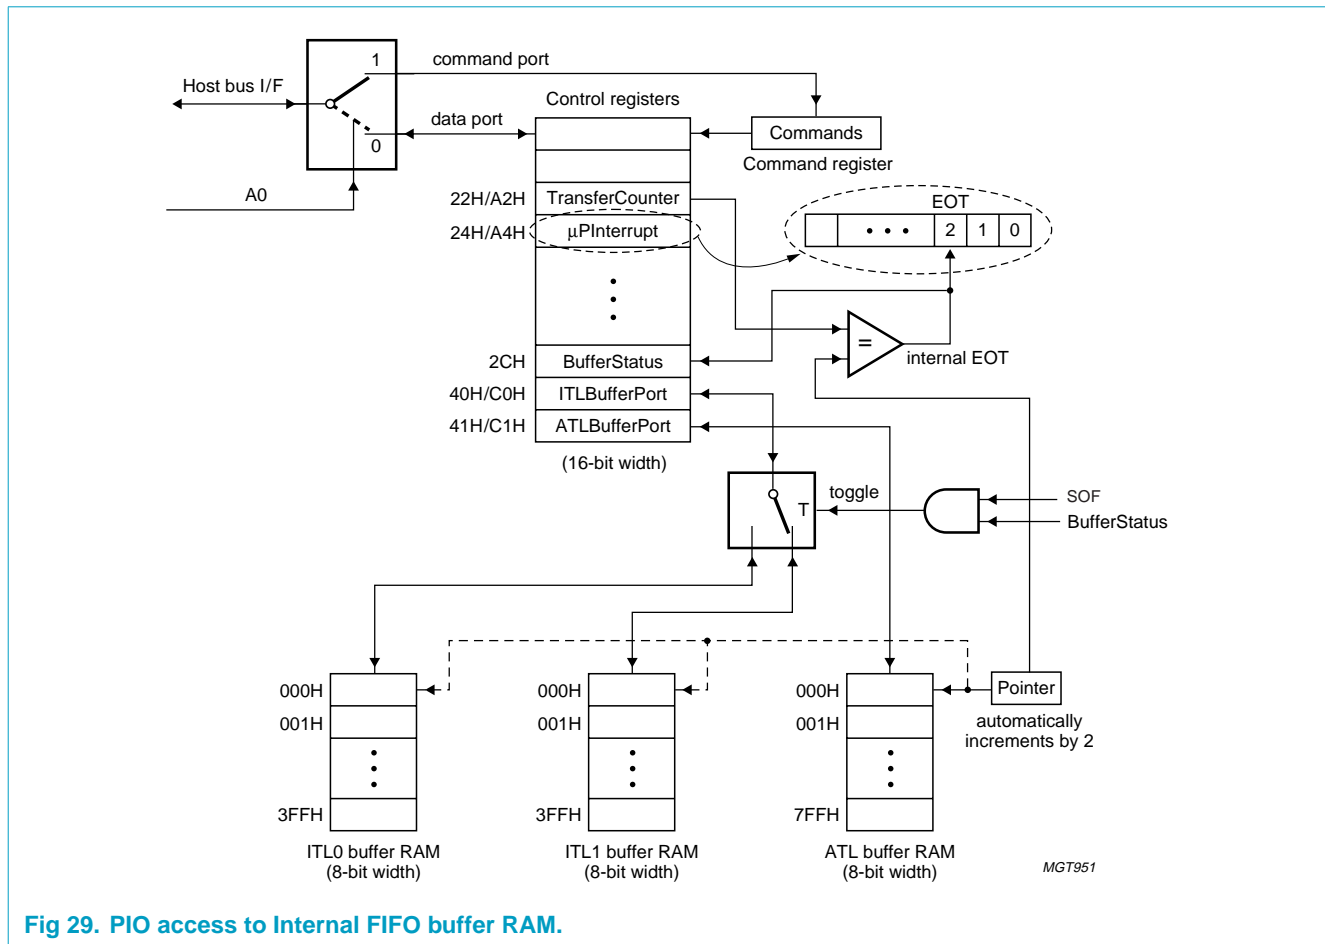 1
command port
Host bus I/F
Control registers
data port
0
Commands
Command register
A0
22H/A2H
TransferCounter
EOT
24H/A4H
μPInterrupt
• • • 2 1 0
=
internal EOT
2CH
BufferStatus
40H/C0H
ITLBufferPort
41H/C1H
ATLBufferPort
(16-bit width)
toggle
T
SOF
BufferStatus
000H
000H
000H
Pointer
001H
001H
001H
automatically
increments by 2
3FFH
3FFH
7FFH
ITL0 buffer RAM
(8-bit width)
ITL1 buffer RAM
(8-bit width)
ATL buffer RAM
(8-bit width)
MGT951
Fig 29. PIO access to Internal FIFO buffer RAM.